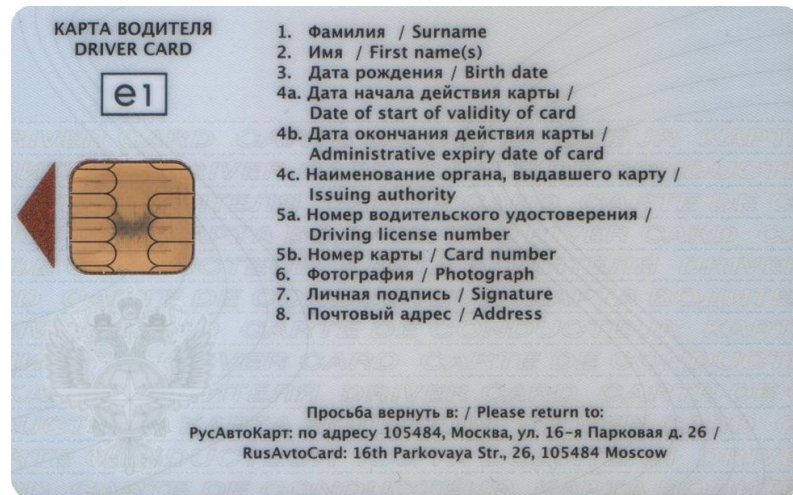 КАРТА ВОДИТЕЛЯ
DRIVER CARD
e1
1. Фамилия / Surname
2. Имя / First name(s)
3. Дата рождения / Birth date
4a. Дата начала действия карты /
Date of start of validity of card
4b. Дата окончания действия карты /
Administrative expiry date of card
4c. Наименование органа, выдавшего карту /
Issuing authority
5a. Номер водительского удостоверения /
Driving license number
5b. Номер карты / Card number
6. Фотография / Photograph
7. Личная подпись / Signature
8. Почтовый адрес / Address
Просьба вернуть в: / Please return to:
РусАвтоКарт: по адресу 105484, Москва, ул. 16-я Парковая д. 26 /
RusAvtoCard: 16th Parkovaya Str., 26, 105484 Moscow